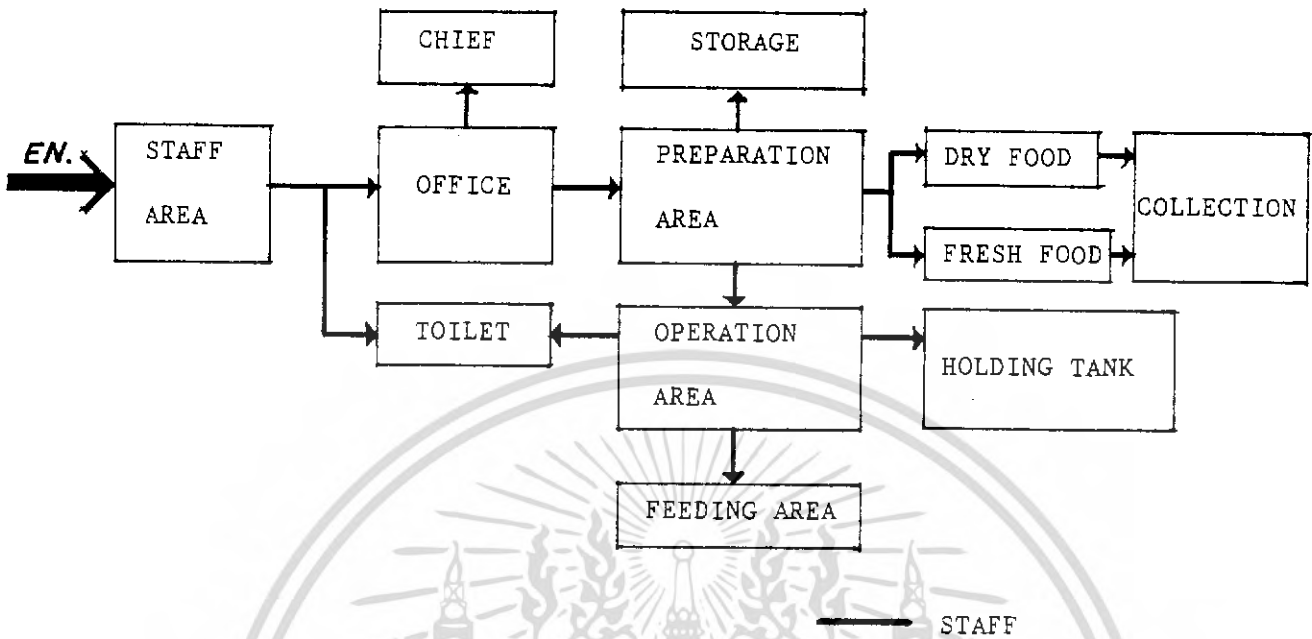 CHIEF
STORAGE
EN.
STAFF
AREA
OFFICE
PREPARATION
AREA
DRY FOOD
FRESH FOOD
COLLECTION
TOILET
OPERATION
AREA
HOLDING TANK
FEEDING AREA
STAFF